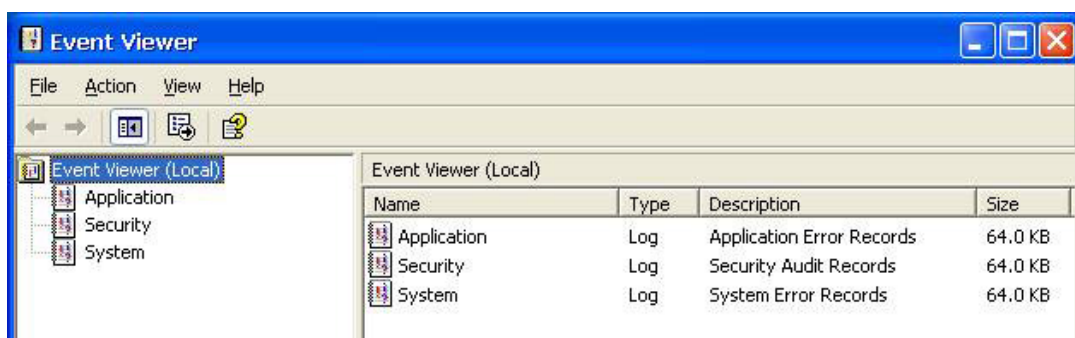 Event Viewer
File Action View Help
Event Viewer (Local)
Application
Security
System
Event Viewer (Local)
Name Type Description Size
Application Log Application Error Records 64.0 KB
Security Log Security Audit Records 64.0 KB
System Log System Error Records 64.0 KB